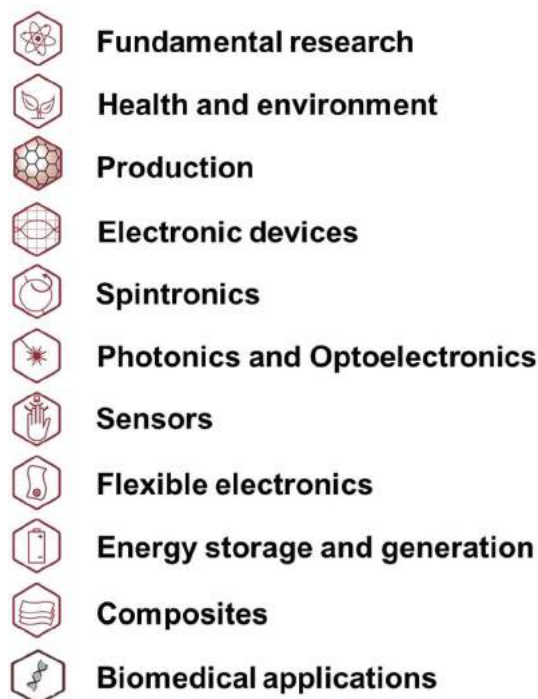 Fundamental research
Health and environment
Production
Electronic devices
Spintronics
Photonics and Optoelectronics
Sensors
Flexible electronics
Energy storage and generation
Composites
Biomedical applications